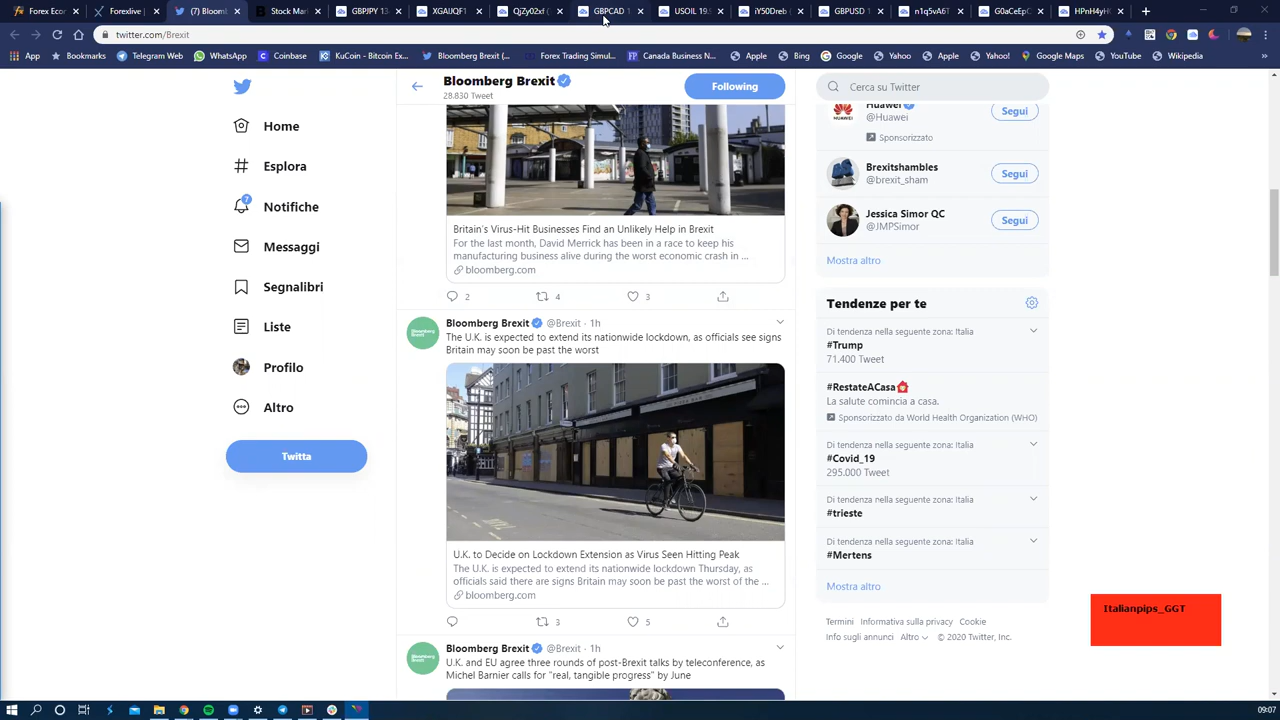 Forex Econ
Forexlive |
(7) Bloomb
Stock Mark
GBPJPY 13
XGAIQF1
QjZy02xf (
GBPCAD 1
USOIL 19.
iY50Dreb (
GBPUSD 1
n1q5v6AT
G0aCeEpC
HPnH4yH
twitter.com/Brexit
App
Bookmarks
Telegram Web
WhatsApp
KuCoin - Bitcoin Ex...
Bloomberg Brexit (...
Forex Trading Simul...
Canada Business N...
Apple
Bing
Google
Yahoo
Apple
Yahoo!
Google Maps
YouTube
Wikipedia
Home
Esplora
7
Notifiche
Messaggi
Segnalibri
Liste
Profilo
Altro
Twitta
Bloomberg Brexit
28.830 Tweet
Following
Britain's Virus-Hit Businesses Find an Unlikely Help in Brexit
For the last month, David Merrick has been in a race to keep his
manufacturing business alive during the worst economic crash in ...
bloomberg.com
2 4 3
Bloomberg Brexit @Brexit · 1h
The U.K. is expected to extend its nationwide lockdown, as officials see signs
Britain may soon be past the worst
U.K. to Decide on Lockdown Extension as Virus Seen Hitting Peak
The U.K. is expected to extend its nationwide lockdown Thursday, as
officials said there are signs Britain may soon be past the worst of the ...
bloomberg.com
3 5
Bloomberg Brexit @Brexit · 1h
U.K. and EU agree three rounds of post-Brexit talks by teleconference, as
Michel Barnier calls for "real, tangible progress" by June
Cerca su Twitter
Huawei
@Huawei
Segui
Sponsorizzato
Brexitshambles
@brexit_sham
Segui
Jessica Simor QC
@JMPSimor
Segui
Mostra altro
Tendenze per te
Di tendenza nella seguente zona: Italia
#Trump
71.400 Tweet
#RestateACasa
La salute comincia a casa.
Sponsorizzato da World Health Organization (WHO)
Di tendenza nella seguente zona: Italia
#Covid_19
295.000 Tweet
Di tendenza nella seguente zona: Italia
#trieste
Di tendenza nella seguente zona: Italia
#Mertens
Mostra altro
Termini Informativa sulla privacy Cookie
Info sugli annunci Altro © 2020 Twitter, Inc.
Italianpips_GGT
09:07